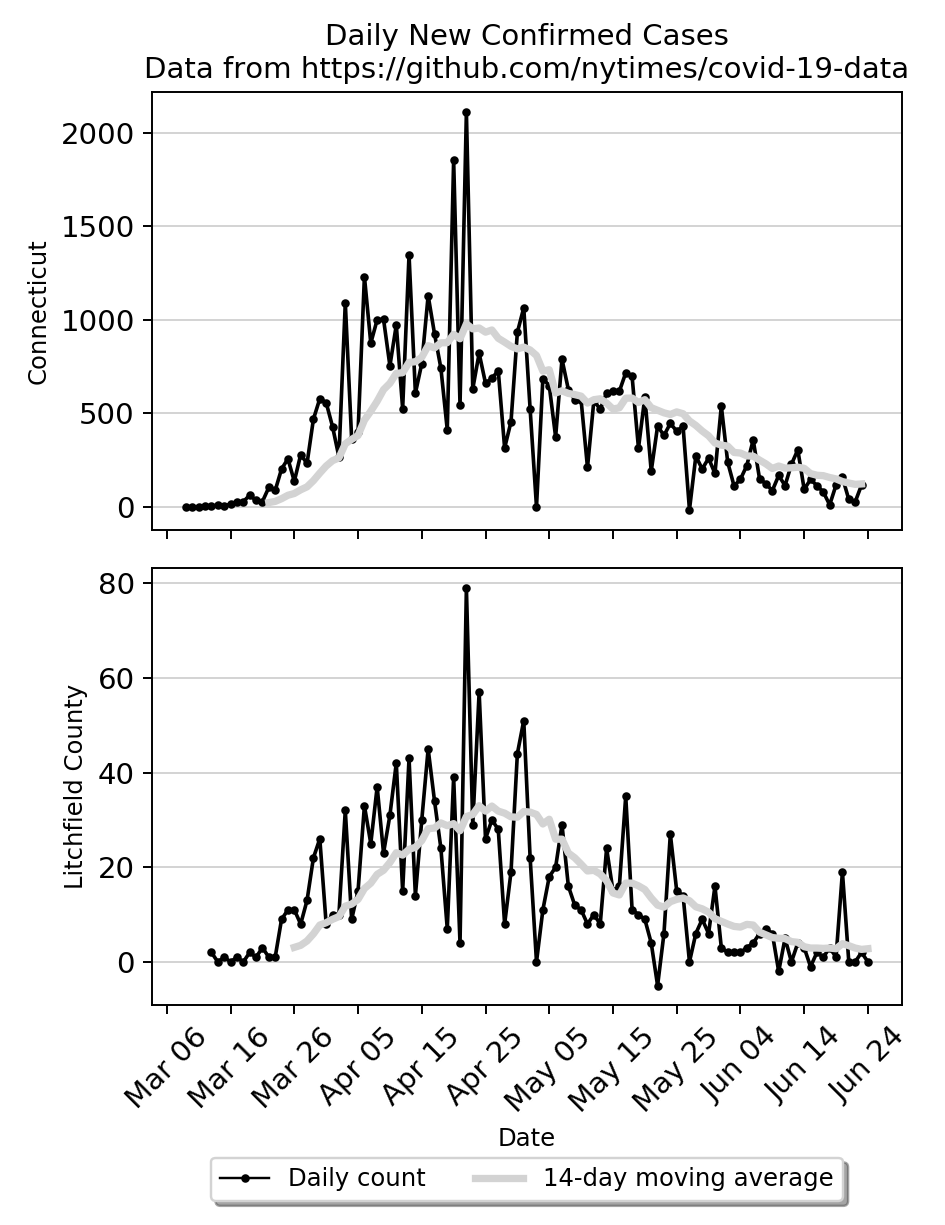 Daily New Confirmed Cases
Data from https://github.com/nytimes/covid-19-data
2000
1500
1000
500
0
Connecticut
80
60
40
20
0
Litchfield County
Mar 06
Mar 16
Mar 26
Apr 05
Apr 15
Apr 25
May 05
May 15
May 25
Jun 04
Jun 14
Jun 24
Date
Daily count
14-day moving average